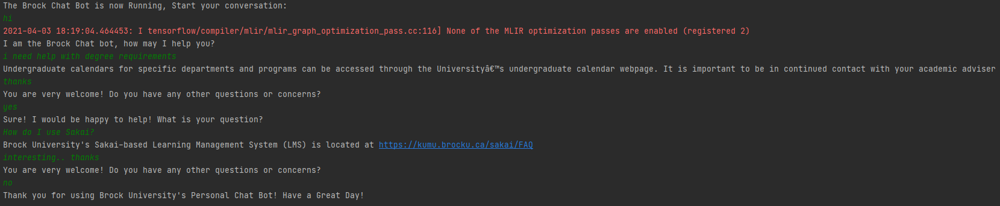 The Brock Chat Bot is now Running, Start your conversation:
hi
2021-04-03 18:19:04.464453: I tensorflow/compiler/mlir/mlir_graph_optimization_pass.cc:116] None of the MLIR optimization passes are enabled (registered 2)
I am the Brock Chat bot, how may I help you?
i need help with degree requirements
Undergraduate calendars for specific departments and programs can be accessed through the Universityâ€™s undergraduate calendar webpage. It is important to be in continued contact with your academic adviser
thanks
You are very welcome! Do you have any other questions or concerns?
yes
Sure! I would be happy to help! What is your question?
How do I use Sakai?
Brock University's Sakai-based Learning Management System (LMS) is located at https://kumu.brocku.ca/sakai/FAQ
interesting.. thanks
You are very welcome! Do you have any other questions or concerns?
no
Thank you for using Brock University's Personal Chat Bot! Have a Great Day!